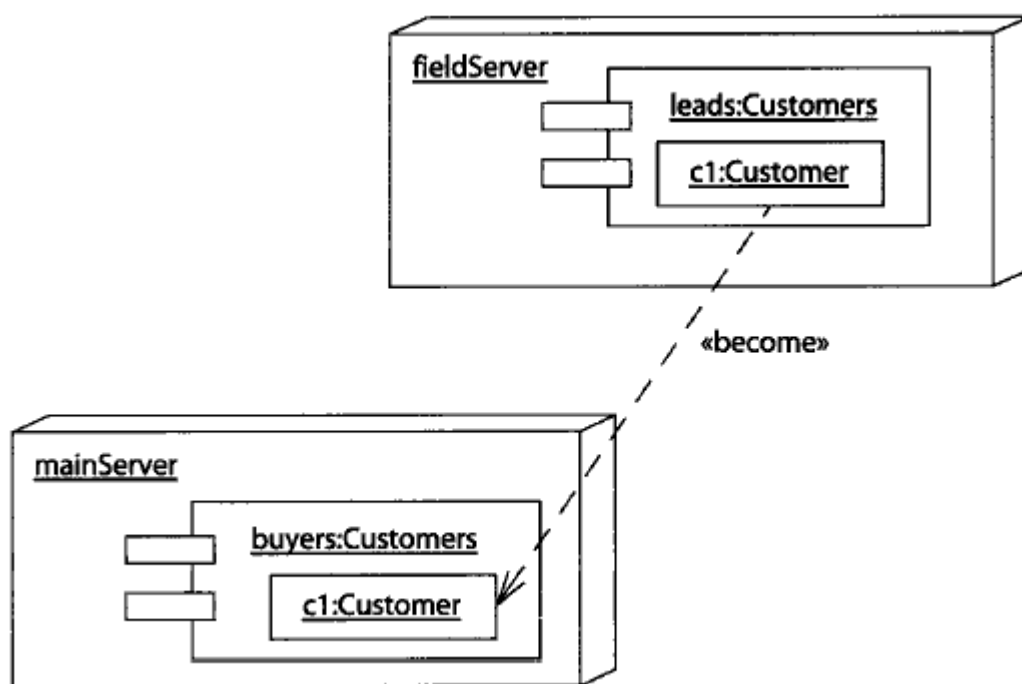 fieldServer
leads:Customers
c1:Customer
«become»
mainServer
buyers:Customers
c1:Customer